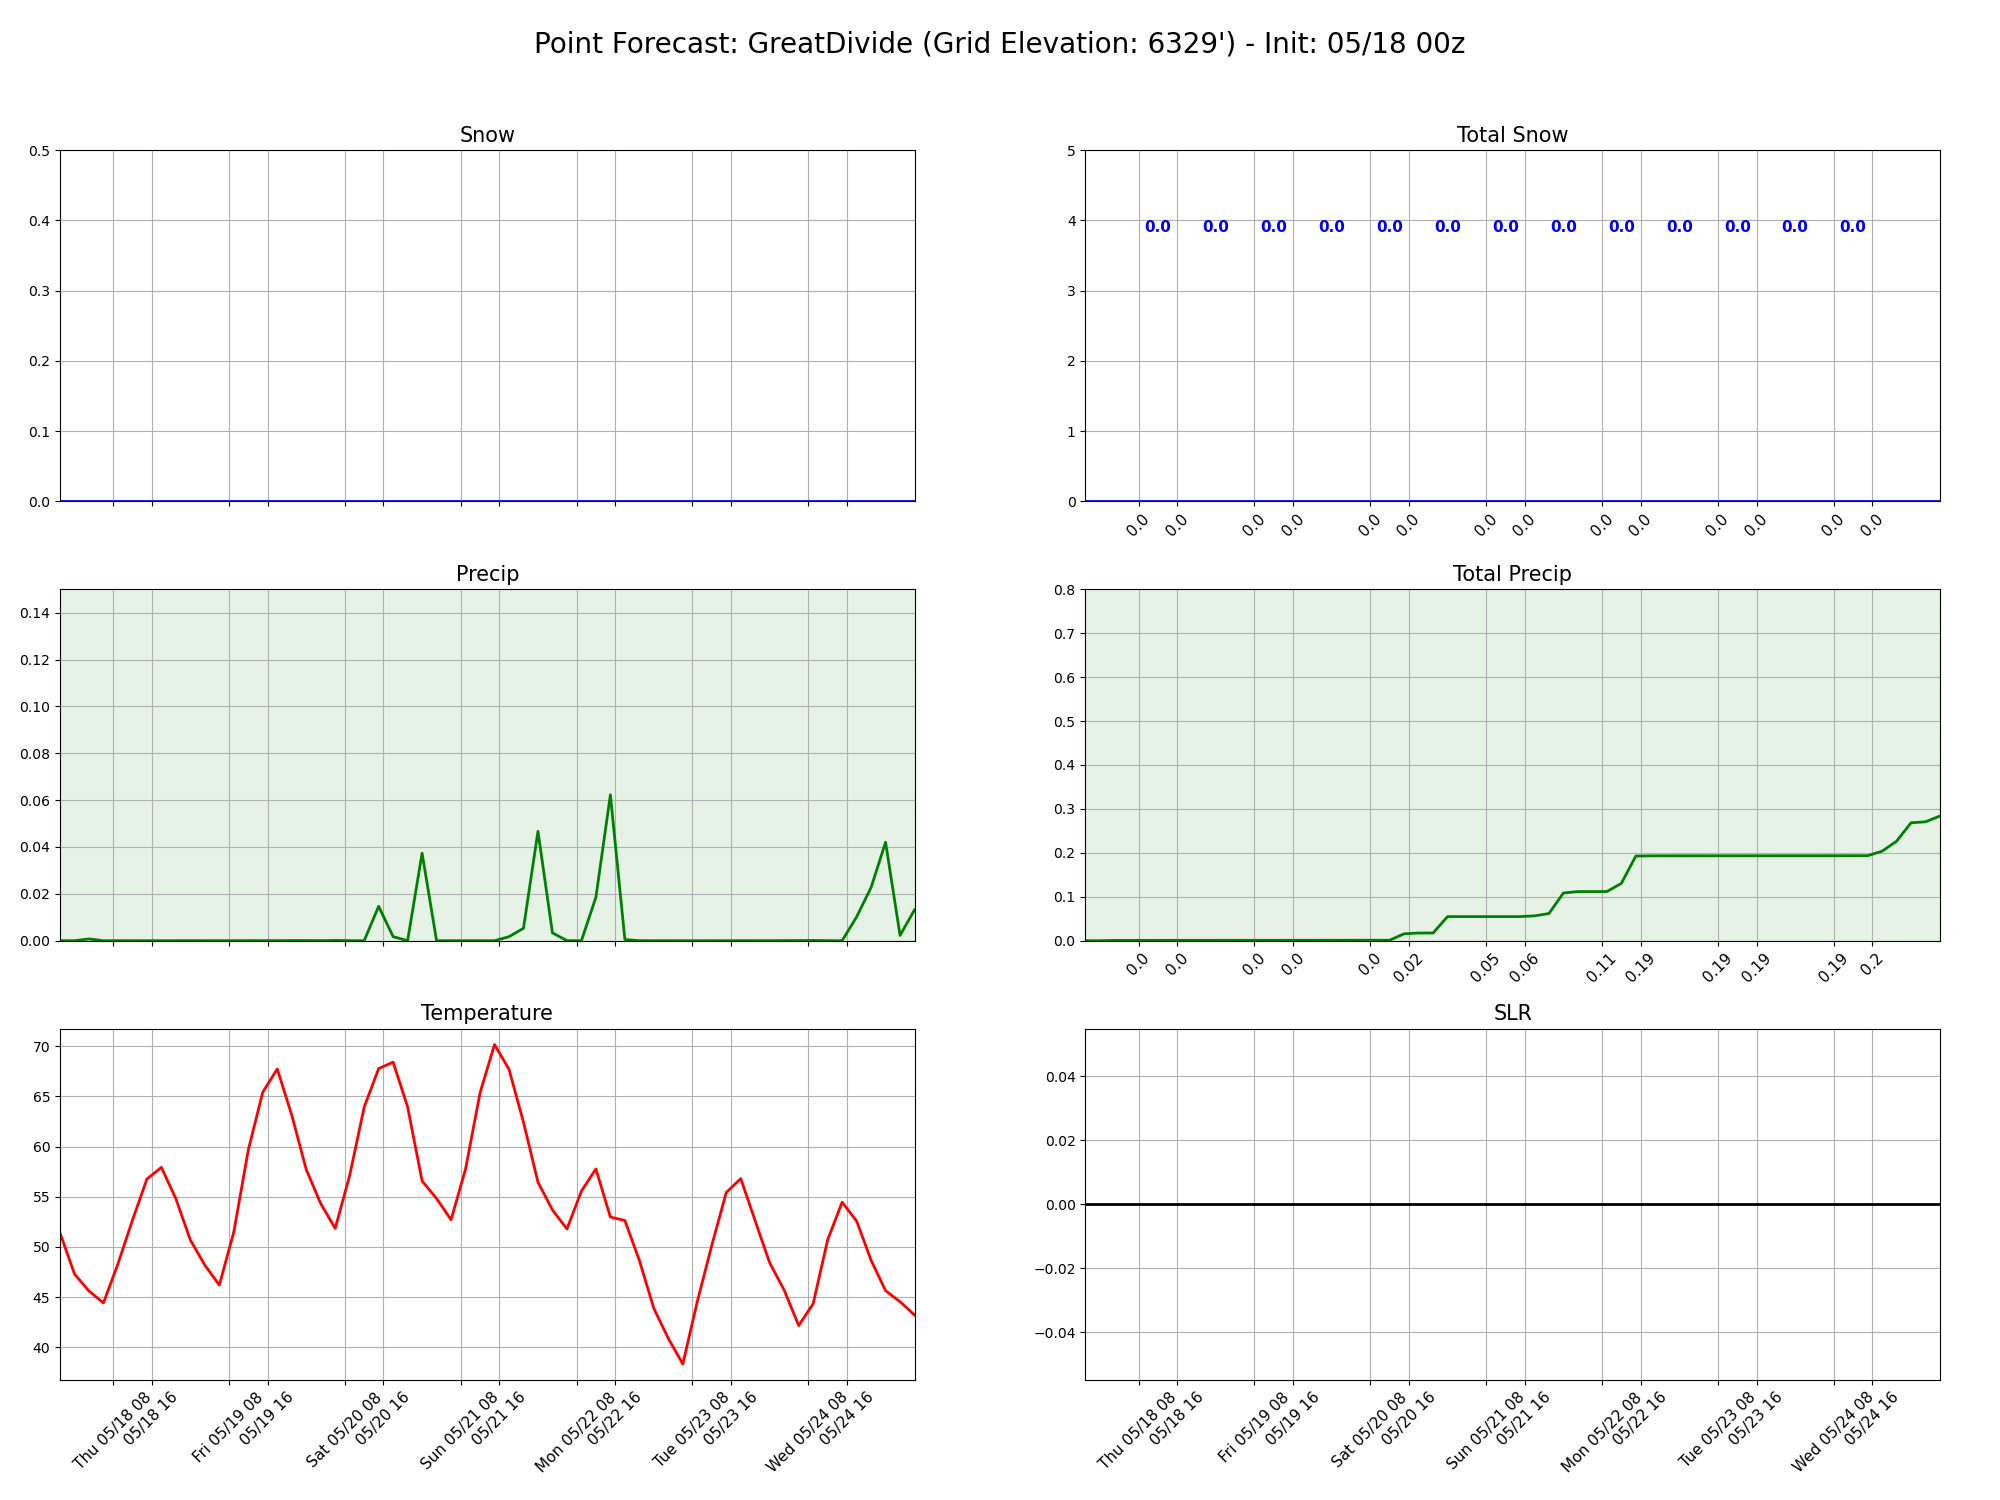 Point Forecast: GreatDivide (Grid Elevation: 6329') - Init: 05/18 00z
Snow
0.5
0.4
0.3
0.2
0.1
0.0
Total Snow
5
4
3
2
1
0
0.0 0.0 0.0 0.0 0.0 0.0 0.0 0.0 0.0 0.0 0.0 0.0 0.0
0.0 0.0 0.0 0.0 0.0 0.0 0.0 0.0 0.0 0.0 0.0 0.0 0.0 0.0
Precip
0.14
0.12
0.10
0.08
0.06
0.04
0.02
0.00
Total Precip
0.8
0.7
0.6
0.5
0.4
0.3
0.2
0.1
0.0
0.0 0.0 0.0 0.0 0.0 0.02 0.05 0.06 0.11 0.19 0.19 0.19 0.19 0.2
Temperature
70
65
60
55
50
45
40
Thu 05/18 08
05/18 16
Fri 05/19 08
05/19 16
Sat 05/20 08
05/20 16
Sun 05/21 08
05/21 16
Mon 05/22 08
05/22 16
Tue 05/23 08
05/23 16
Wed 05/24 08
05/24 16
SLR
0.04
0.02
0.00
−0.02
−0.04
Thu 05/18 08
05/18 16
Fri 05/19 08
05/19 16
Sat 05/20 08
05/20 16
Sun 05/21 08
05/21 16
Mon 05/22 08
05/22 16
Tue 05/23 08
05/23 16
Wed 05/24 08
05/24 16